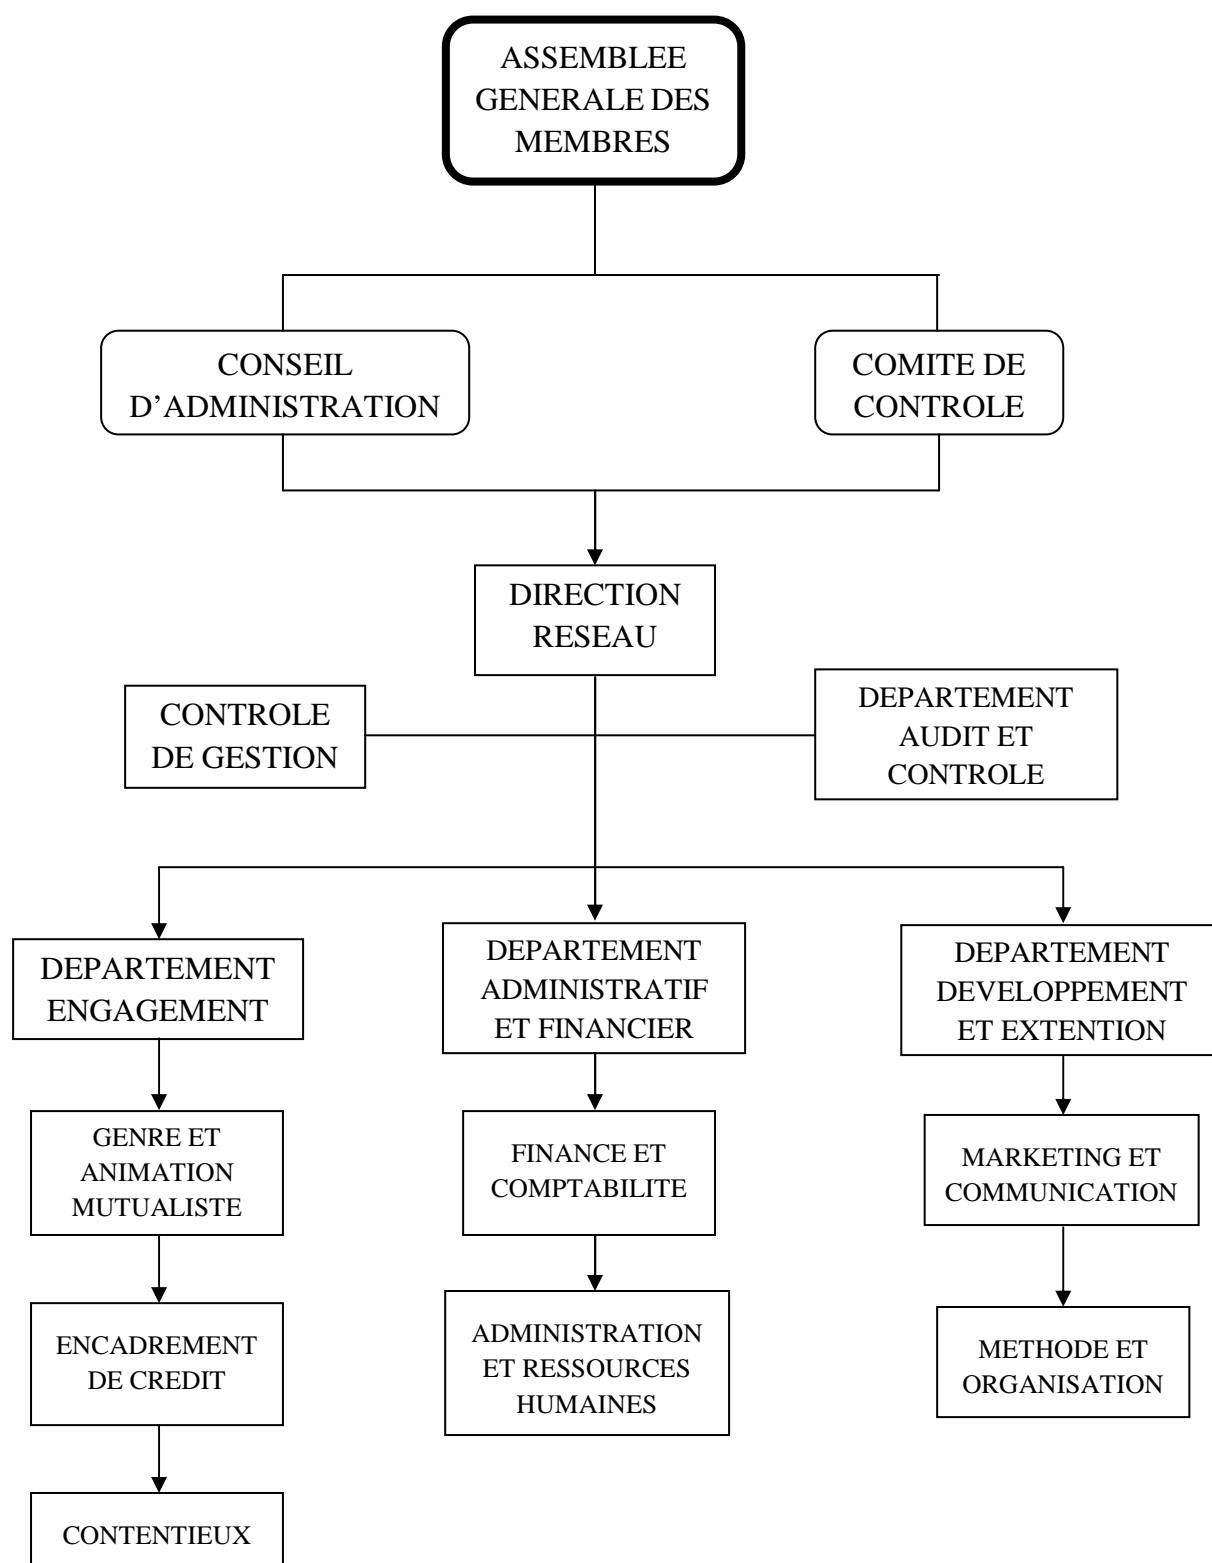 ASSEMBLEE
GENERALE DES
MEMBRES
CONSEIL
D’ADMINISTRATION
COMITE DE
CONTROLE
DIRECTION
RESEAU
CONTROLE
DE GESTION
DEPARTEMENT
AUDIT ET
CONTROLE
DEPARTEMENT
ENGAGEMENT
DEPARTEMENT
ADMINISTRATIF
ET FINANCIER
DEPARTEMENT
DEVELOPPEMENT
ET EXTENTION
GENRE ET
ANIMATION
MUTUALISTE
FINANCE ET
COMPTABILITE
MARKETING ET
COMMUNICATION
ENCADREMENT
DE CREDIT
ADMINISTRATION
ET RESSOURCES
HUMAINES
METHODE ET
ORGANISATION
CONTENTIEUX